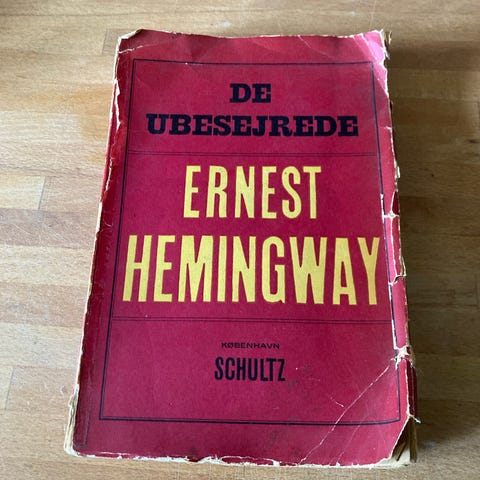 DE
UBESEJREDE
ERNEST
HEMINGWAY
KØBENHAVN
SCHULTZ